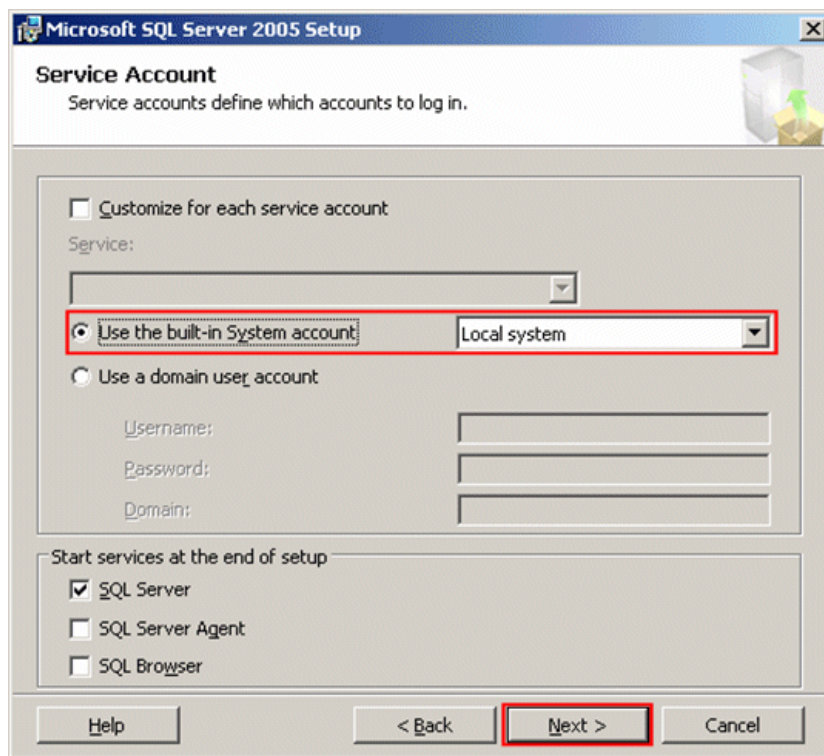 Microsoft SQL Server 2005 Setup
Service Account
Service accounts define which accounts to log in.
Customize for each service account
Service:
Use the built-in System account Local system
Use a domain user account
Username:
Password:
Domain:
Start services at the end of setup
SQL Server
SQL Server Agent
SQL Browser
Help < Back Next > Cancel